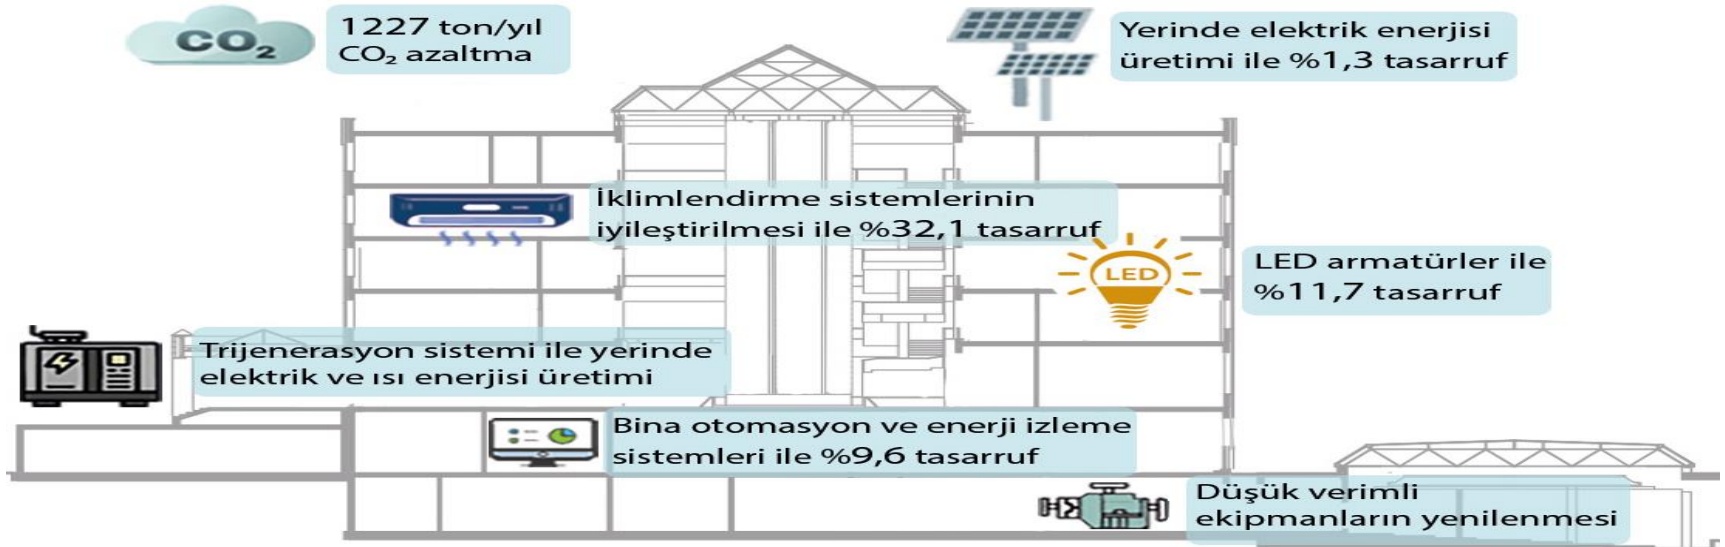 CO₂
1227 ton/yıl
CO₂ azaltma
Yerinde elektrik enerjisi
üretimi ile %1,3 tasarruf
İklimlendirme sistemlerinin
iyileştirilmesi ile %32,1 tasarruf
LED
LED armatürler ile
%11,7 tasarruf
Trijenerasyon sistemi ile yerinde
elektrik ve ısı enerjisi üretimi
Bina otomasyon ve enerji izleme
sistemleri ile %9,6 tasarruf
Düşük verimli
ekipmanların yenilenmesi